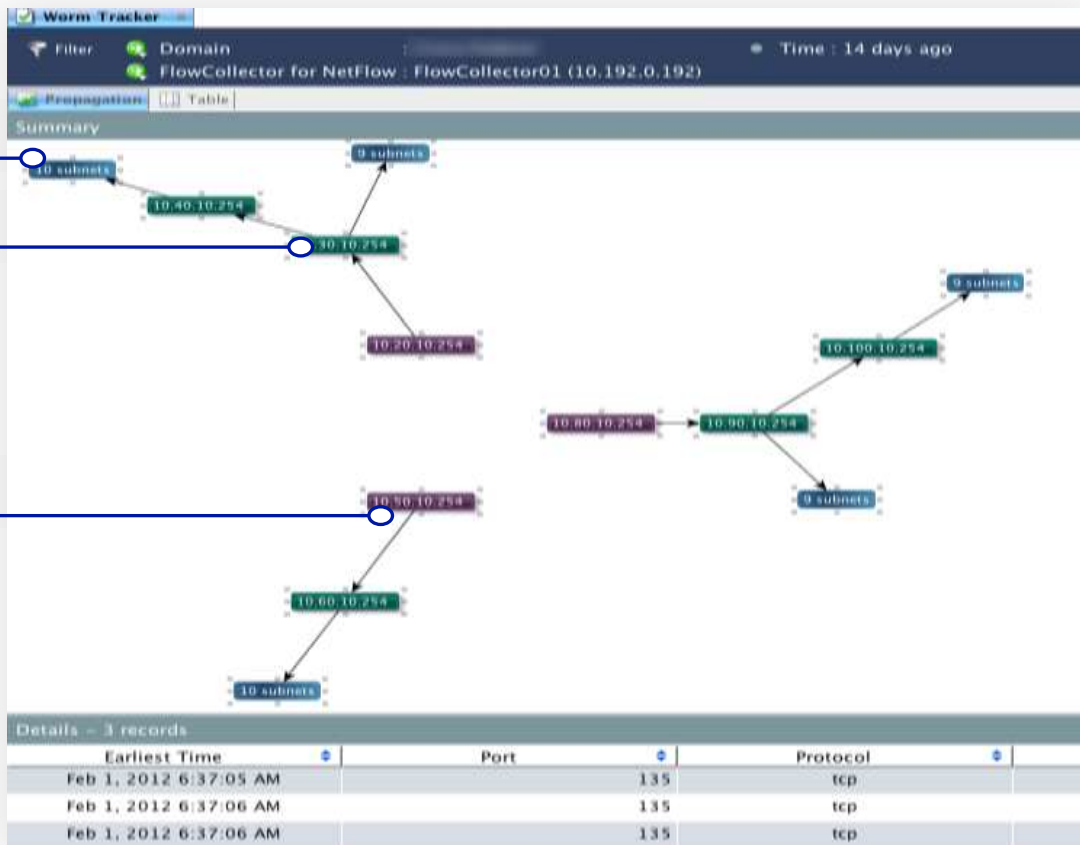 Worm Tracker
Filter
Domain :
Time : 14 days ago
FlowCollector for NetFlow : FlowCollector01 (10.192.0.192)
Propagation
Table
Summary
9 subnets
10 subnets
10.40.10.254
30.10.254
9 subnets
10.20.10.254
10.100.10.254
10.80.10.254
10.90.10.254
10.50.10.254
9 subnets
10.60.10.254
10 subnets
Details - 3 records
Earliest Time Port Protocol
Feb 1, 2012 6:37:05 AM 135 tcp
Feb 1, 2012 6:37:06 AM 135 tcp
Feb 1, 2012 6:37:06 AM 135 tcp